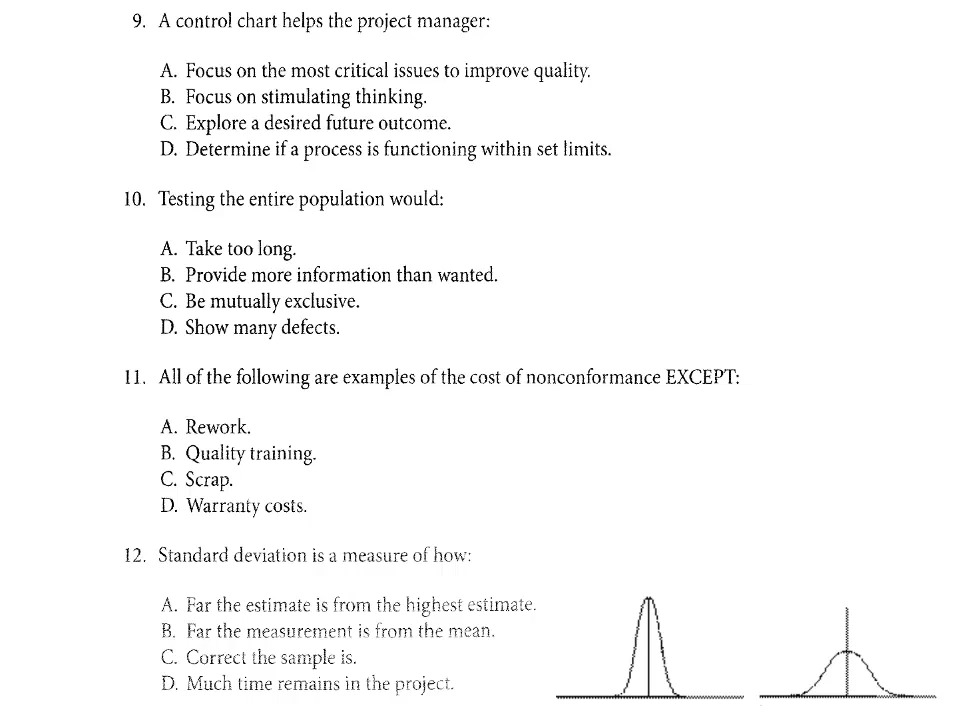 9. A control chart helps the project manager:
A. Focus on the most critical issues to improve quality.
B. Focus on stimulating thinking.
C. Explore a desired future outcome.
D. Determine if a process is functioning within set limits.
10. Testing the entire population would:
A. Take too long.
B. Provide more information than wanted.
C. Be mutually exclusive.
D. Show many defects.
11. All of the following are examples of the cost of nonconformance EXCEPT:
A. Rework.
B. Quality training.
C. Scrap.
D. Warranty costs.
12. Standard deviation is a measure of how:
A. Far the estimate is from the highest estimate.
B. Far the measurement is from the mean.
C. Correct the sample is.
D. Much time remains in the project.